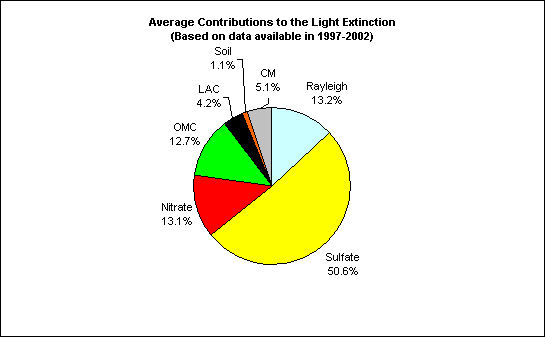 Average Contributions to the Light Extinction
(Based on data available in 1997-2002)
Soil
1.1%
CM
5.1%
Rayleigh
13.2%
LAC
4.2%
OMC
12.7%
Nitrate
13.1%
Sulfate
50.6%